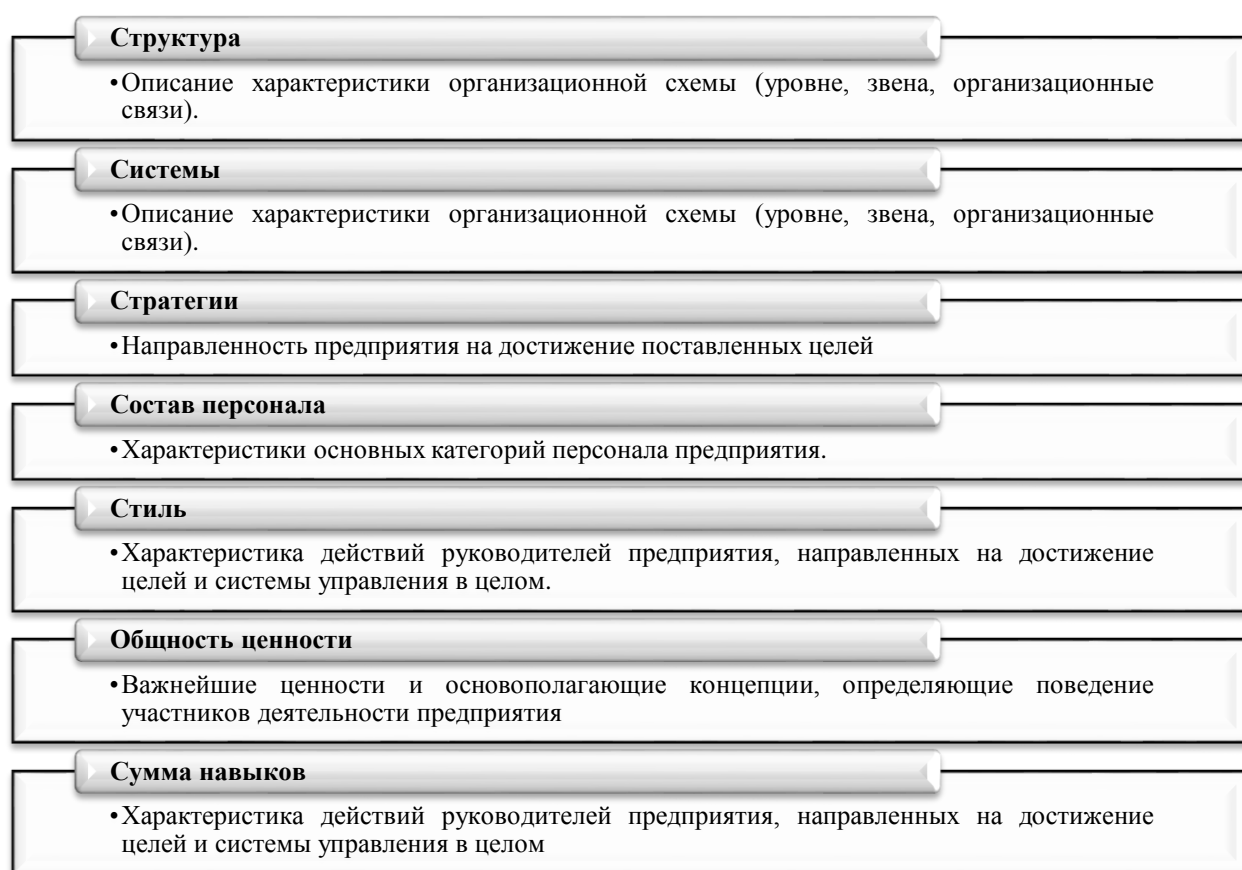 Структура
•Описание характеристики организационной схемы (уровне, звена, организационные
связи).
Системы
•Описание характеристики организационной схемы (уровне, звена, организационные
связи).
Стратегии
•Направленность предприятия на достижение поставленных целей
Состав персонала
•Характеристики основных категорий персонала предприятия.
Стиль
•Характеристика действий руководителей предприятия, направленных на достижение
целей и системы управления в целом.
Общность ценности
•Важнейшие ценности и основополагающие концепции, определяющие поведение
участников деятельности предприятия
Сумма навыков
•Характеристика действий руководителей предприятия, направленных на достижение
целей и системы управления в целом